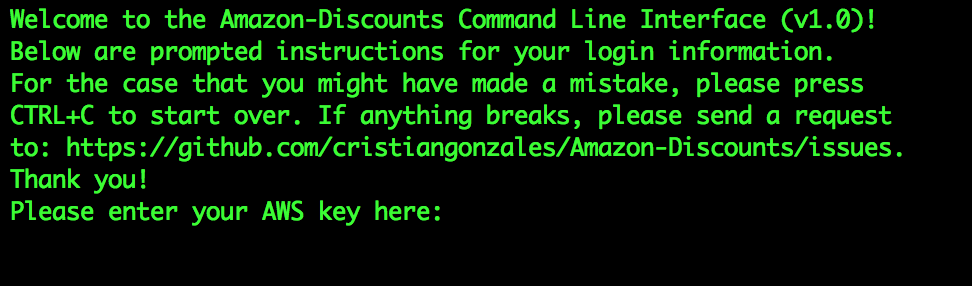 Welcome to the Amazon-Discounts Command Line Interface (v1.0)!
Below are prompted instructions for your login information.
For the case that you might have made a mistake, please press
CTRL+C to start over. If anything breaks, please send a request
to: https://github.com/cristiangonzales/Amazon-Discounts/issues.
Thank you!
Please enter your AWS key here: